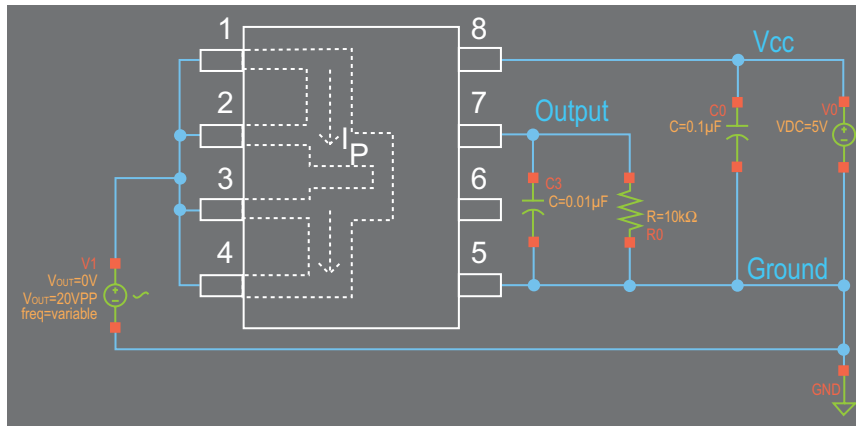 1
8
Vcc
2
7
Output
C0
C=0.1µF
V0
VDC=5V
IP
3
6
C3
C=0.01µF
R=10kΩ
R0
4
5
Ground
V1
VOUT=0V
VOUT=20VPP
freq=variable
GND